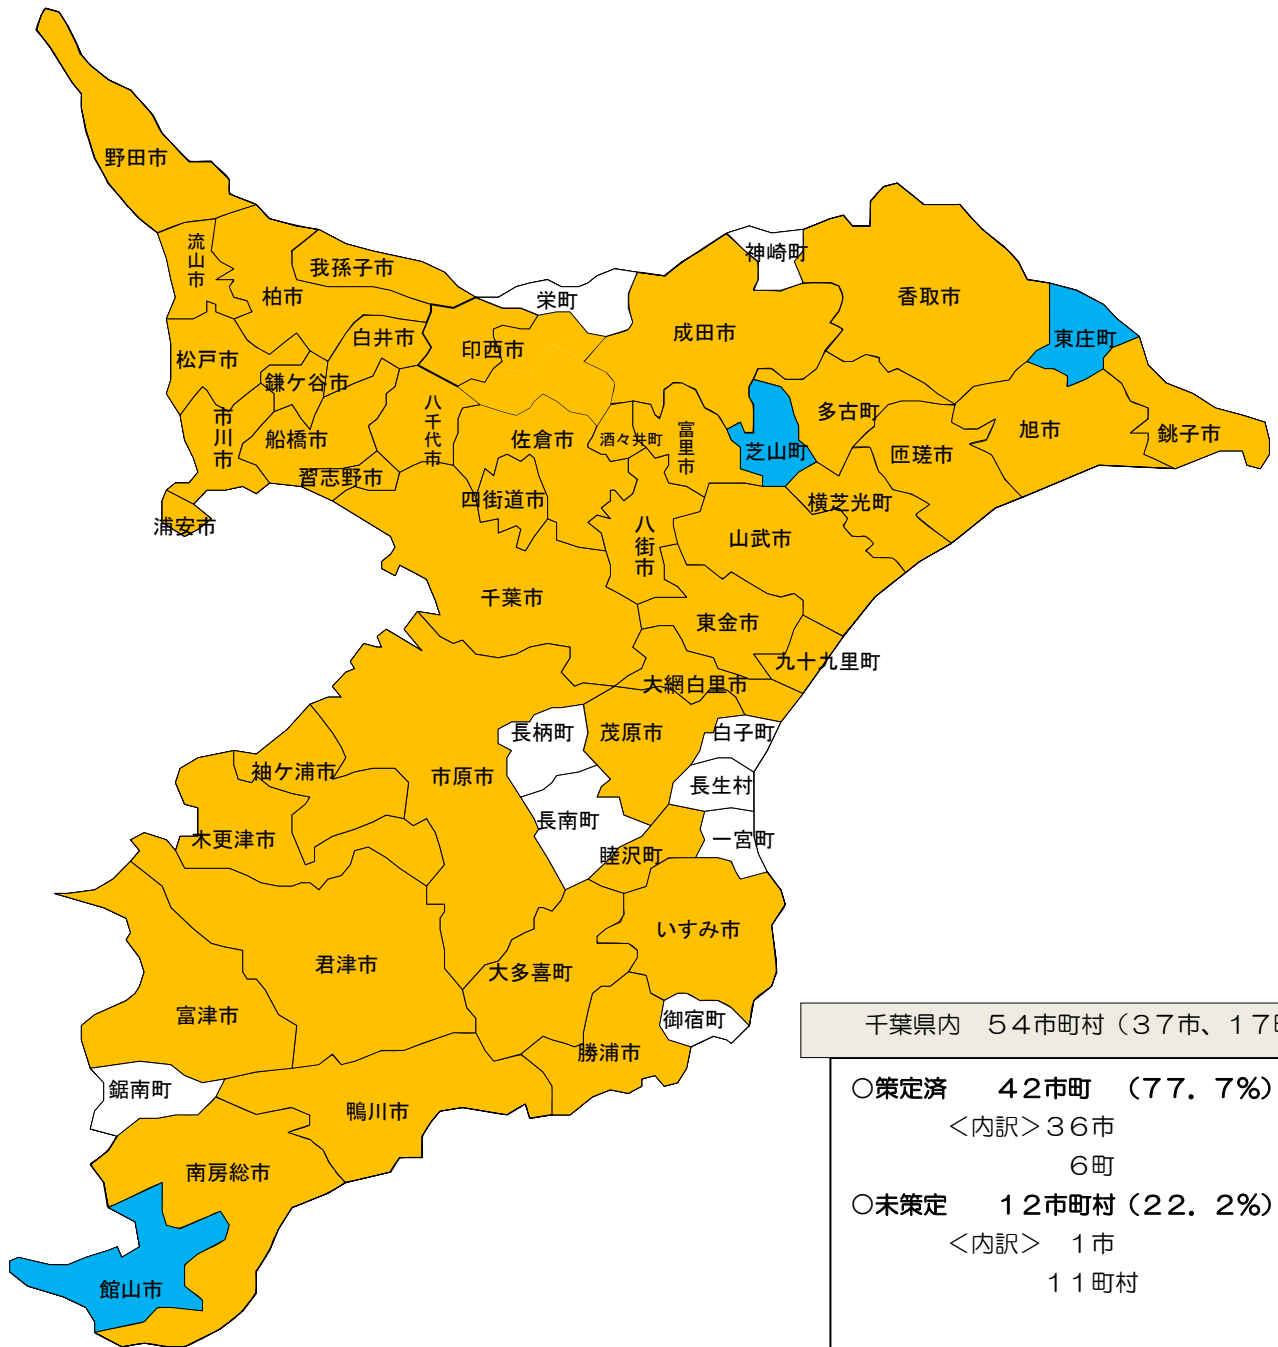 野田市
流山市
我孫子市
柏市
神崎町
栄町
香取市
成田市
東庄町
白井市
印西市
松戸市
鎌ケ谷市
市川市
船橋市
八千代市
佐倉市
酒々井町
富里市
芝山町
多古町
匝瑳市
旭市
銚子市
習志野市
四街道市
横芝光町
浦安市
八街市
山武市
千葉市
東金市
九十九里町
大網白里市
長柄町
茂原市
白子町
袖ケ浦市
市原市
長生村
木更津市
長南町
一宮町
睦沢町
いすみ市
君津市
大多喜町
富津市
御宿町
勝浦市
鋸南町
鴨川市
南房総市
館山市
千葉県内 54市町村(37市、17
○策定済 42市町 (77.7%)
<内訳>36市
6町
○未策定 12市町村(22.2%)
<内訳> 1市
11町村